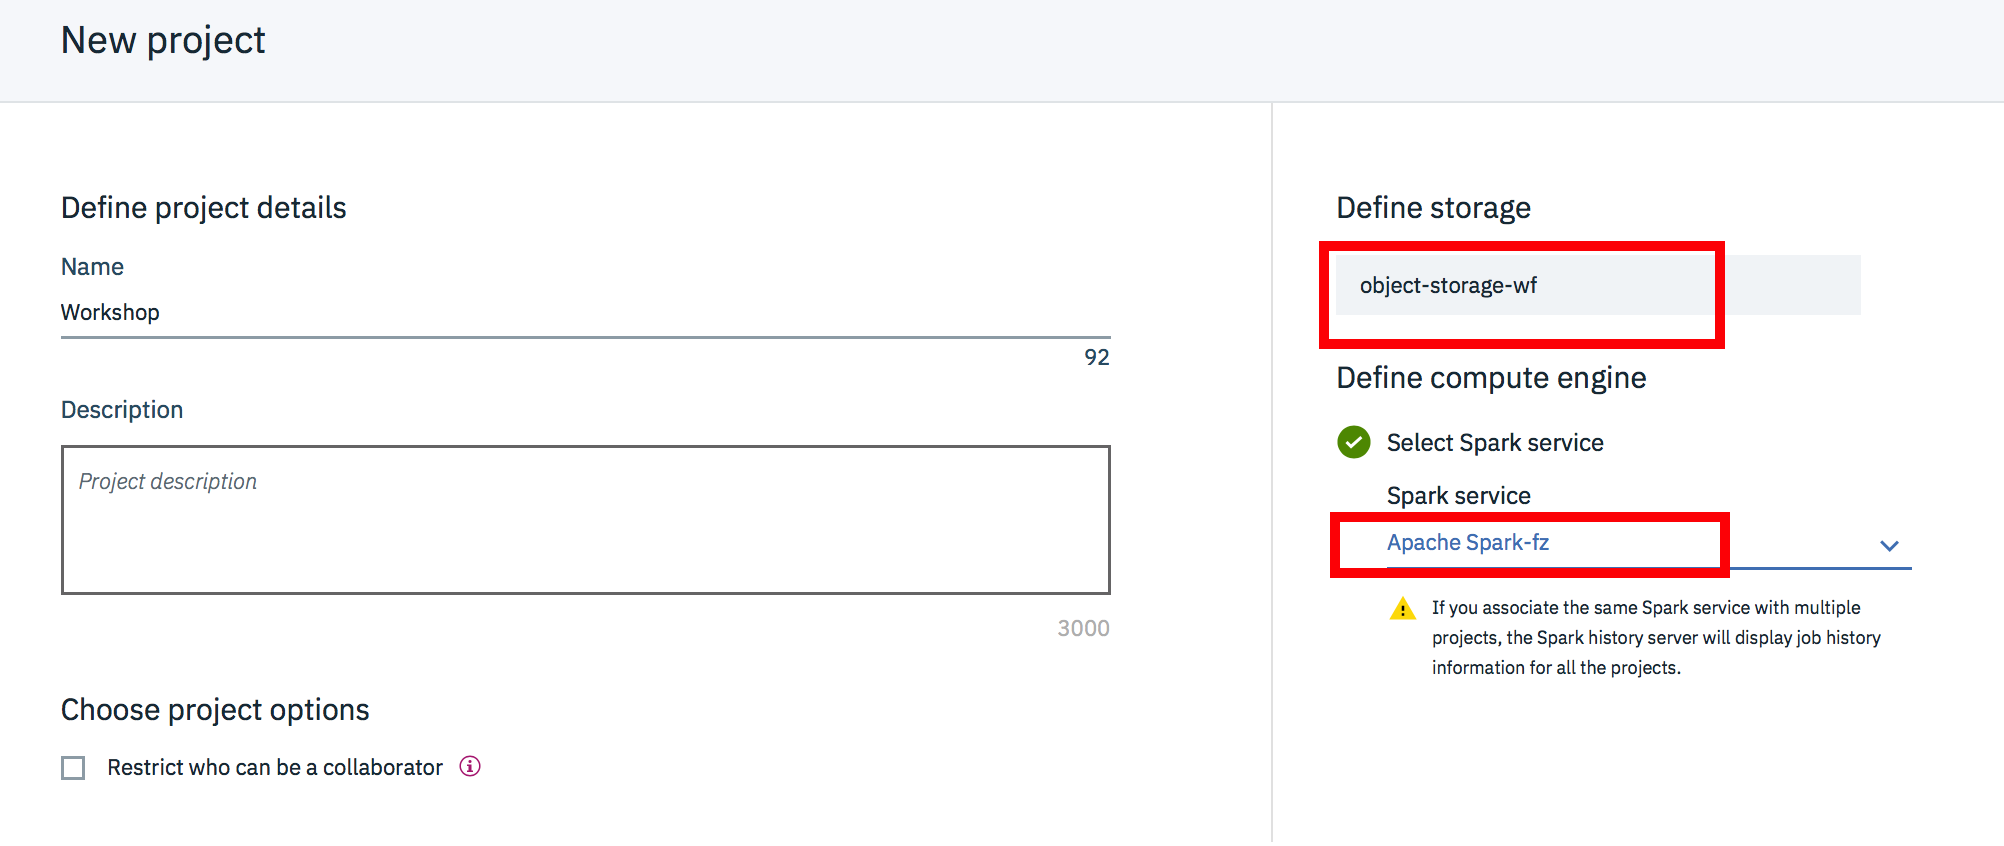 New project
Define project details
Name
Workshop
92
Description
Project description
3000
Choose project options
Restrict who can be a collaborator
Define storage
object-storage-wf
Define compute engine
Select Spark service
Spark service
Apache Spark-fz
If you associate the same Spark service with multiple
projects, the Spark history server will display job history
information for all the projects.